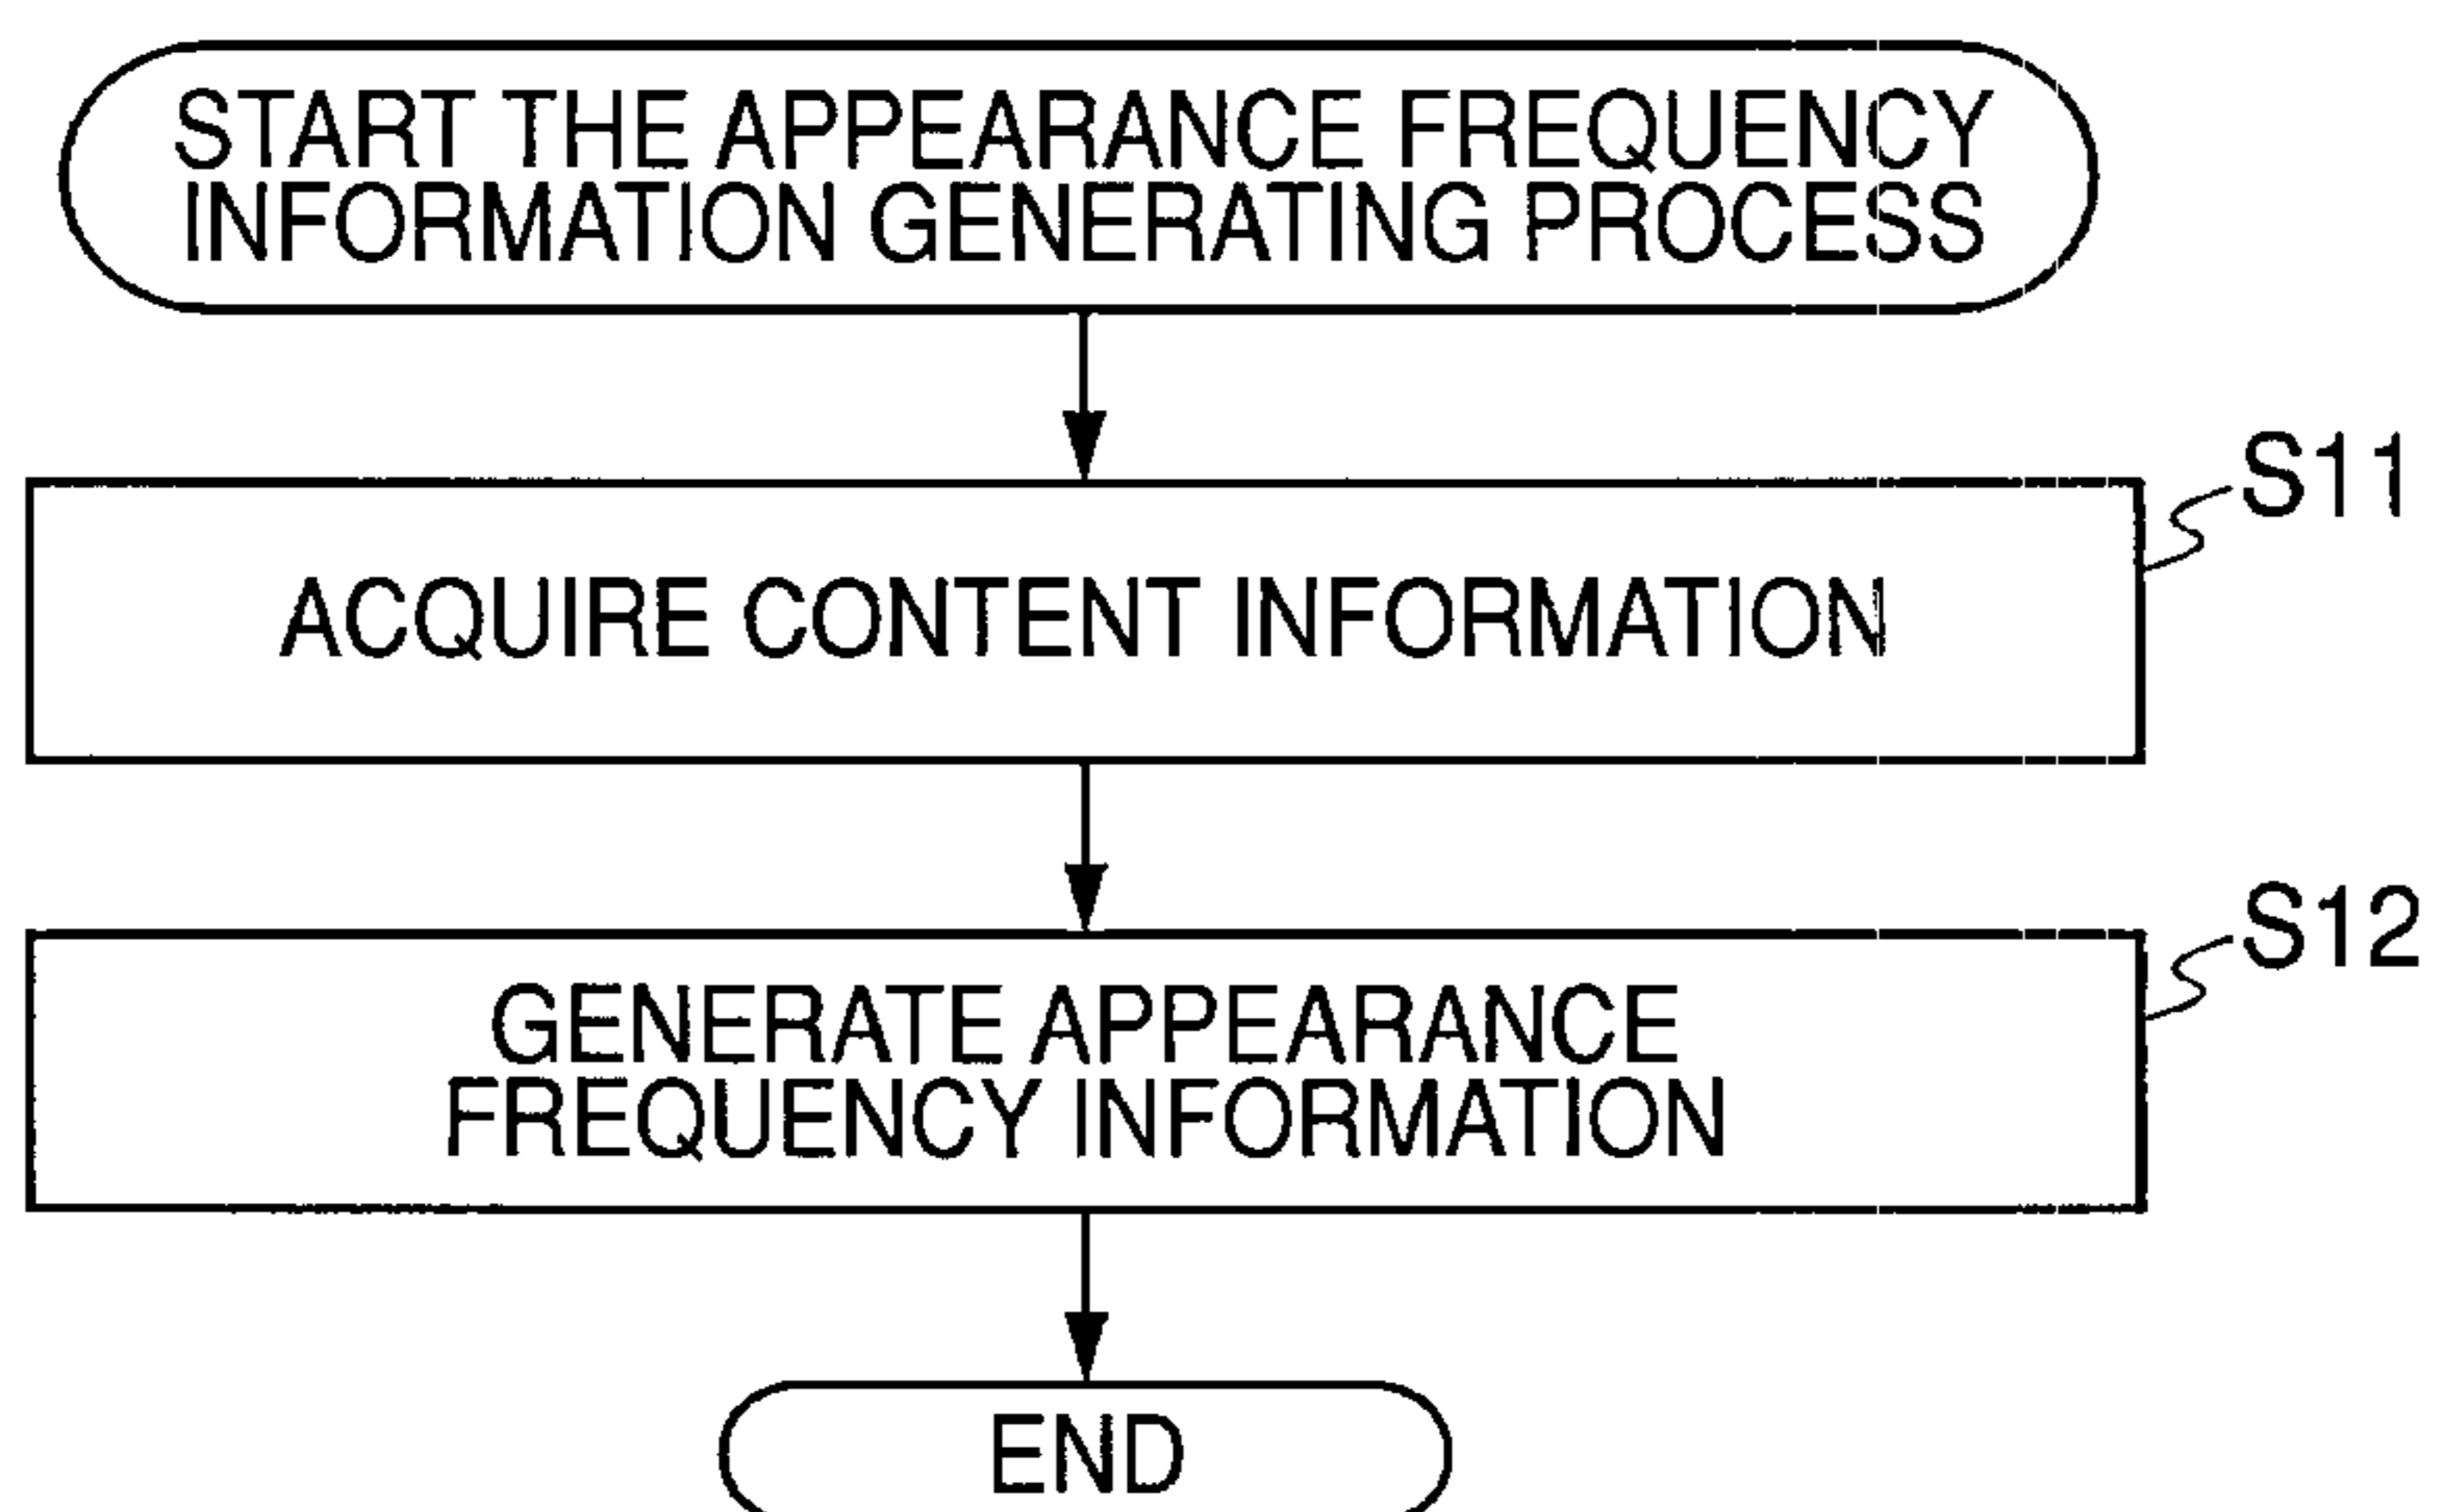 START THE APPEARANCE FREQUENCY
INFORMATION GENERATING PROCESS
S11
ACQUIRE CONTENT INFORMATION
S12
GENERATE APPEARANCE
FREQUENCY INFORMATION
END